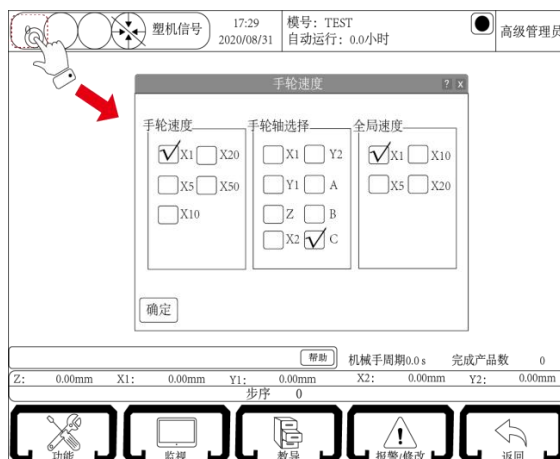 塑机信号
17:29
2020/08/31
模号：TEST
自动运行：0.0小时
高级管理员
手轮速度
? x
手轮速度
X1 X20
X5 X50
X10
手轮轴选择
X1 Y2
Y1 A
Z B
X2 C
全局速度
X1 X10
X5 X20
确定
帮助
机械手周期0.0 s 完成产品数 0
Z: 0.00mm X1: 0.00mm Y1: 0.00mm X2: 0.00mm Y2: 0.00mm
步序 0
功能 监视 教导 报警/修改 返回